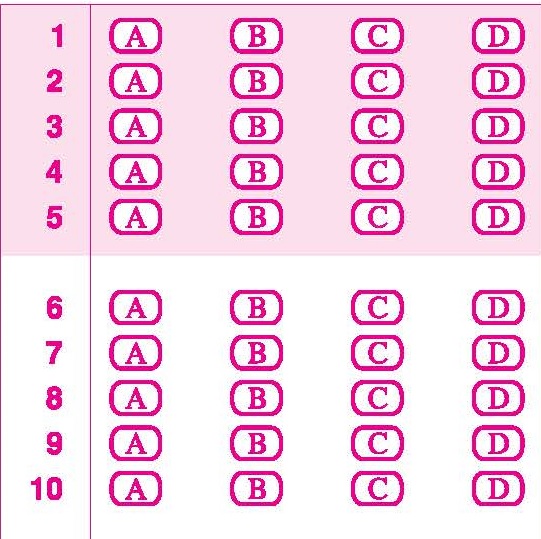 1 A B C D
2 A B C D
3 A B C D
4 A B C D
5 A B C D
6 A B C D
7 A B C D
8 A B C D
9 A B C D
10 A B C D